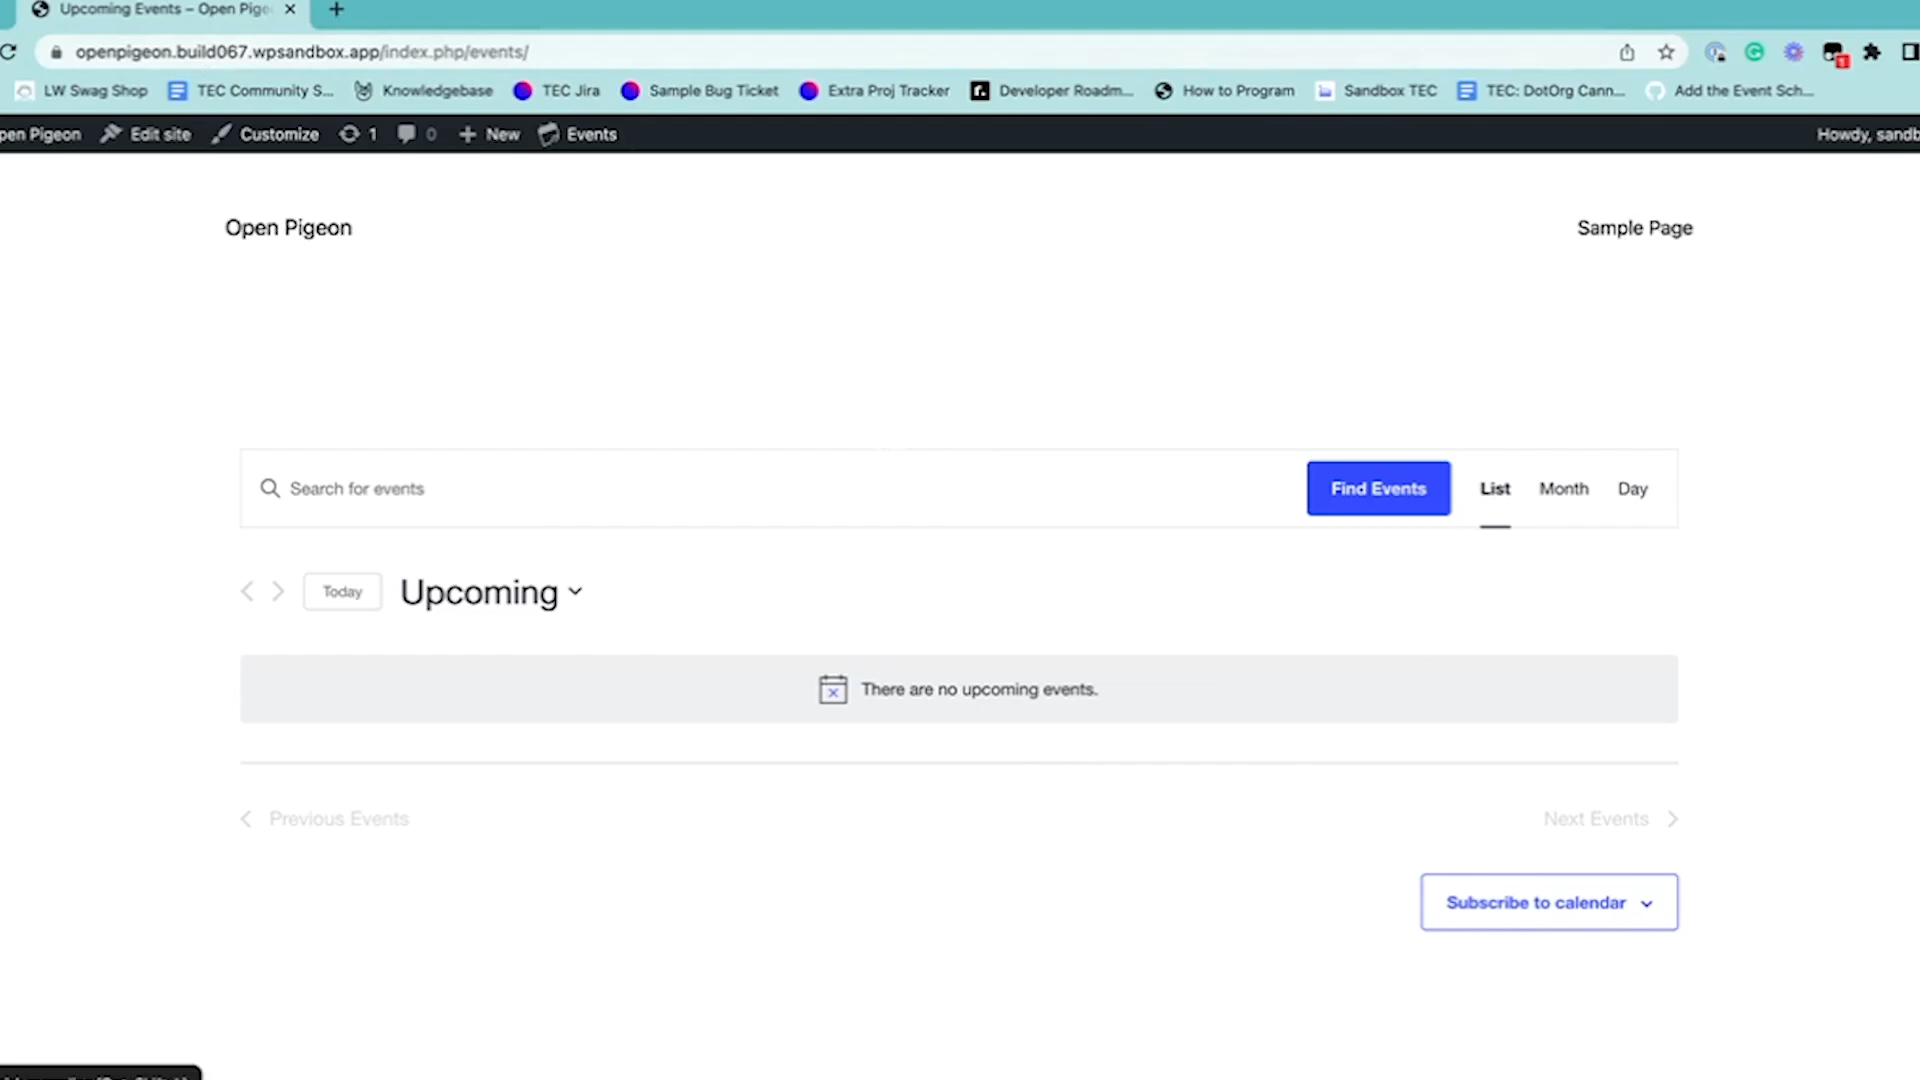 Upcoming Events – Open Pige
openpigeon.build067.wpsandbox.app/index.php/events/
LW Swag Shop TEC Community S... Knowledgebase TEC Jira Sample Bug Ticket Extra Proj Tracker Developer Roadm... How to Program Sandbox TEC TEC: DotOrg Cann... Add the Event Sch...
pen Pigeon Edit site Customize 1 0 New Events Howdy, sandb
Open Pigeon Sample Page
Search for events Find Events List Month Day
Today Upcoming
There are no upcoming events.
Previous Events Next Events
Subscribe to calendar